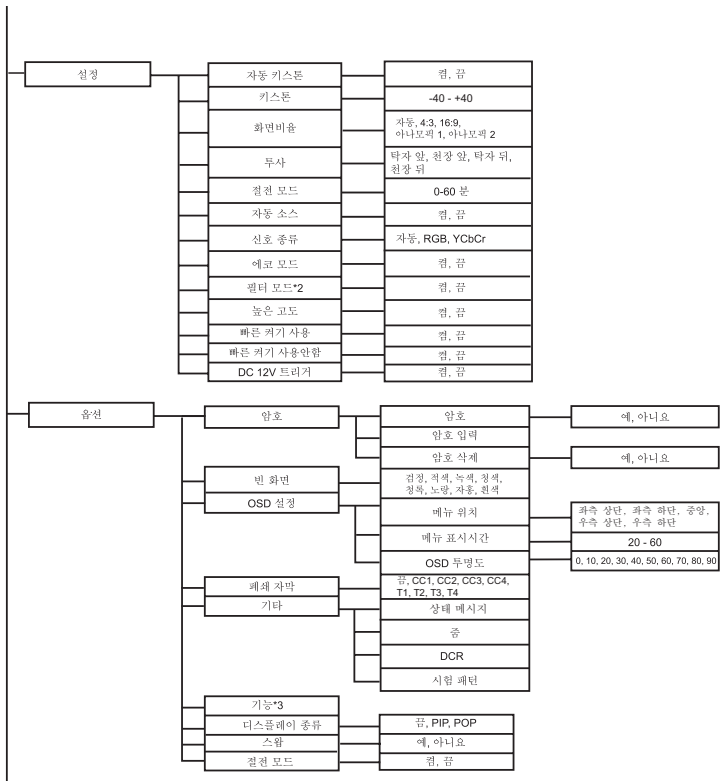 설정
자동 키스톤
켬, 끔
키스톤
-40 - +40
화면비율
자동, 4:3, 16:9,
아나모픽 1, 아나모픽 2
투사
탁자 앞, 천장 앞, 탁자 뒤,
천장 뒤
절전 모드
0-60 분
자동 소스
켬, 끔
신호 종류
자동, RGB, YCbCr
에코 모드
켬, 끔
필터 모드*2
켬, 끔
높은 고도
켬, 끔
빠른 켜기 사용
켬, 끔
빠른 켜기 사용안함
켬, 끔
DC 12V 트리거
켬, 끔
옵션
암호
암호
예, 아니요
암호 입력
암호 삭제
예, 아니요
빈 화면
검정, 적색, 녹색, 청색,
청록, 노랑, 자홍, 흰색
OSD 설정
메뉴 위치
좌측 상단, 좌측 하단, 중앙,
우측 상단, 우측 하단
메뉴 표시시간
20 - 60
OSD 투명도
0, 10, 20, 30, 40, 50, 60, 70, 80, 90
폐쇄 자막
끔, CC1, CC2, CC3, CC4,
T1, T2, T3, T4
기타
상태 메시지
줌
DCR
시험 패턴
기능*3
디스플레이 종류
끔, PIP, POP
스왑
예, 아니요
절전 모드
켬, 끔